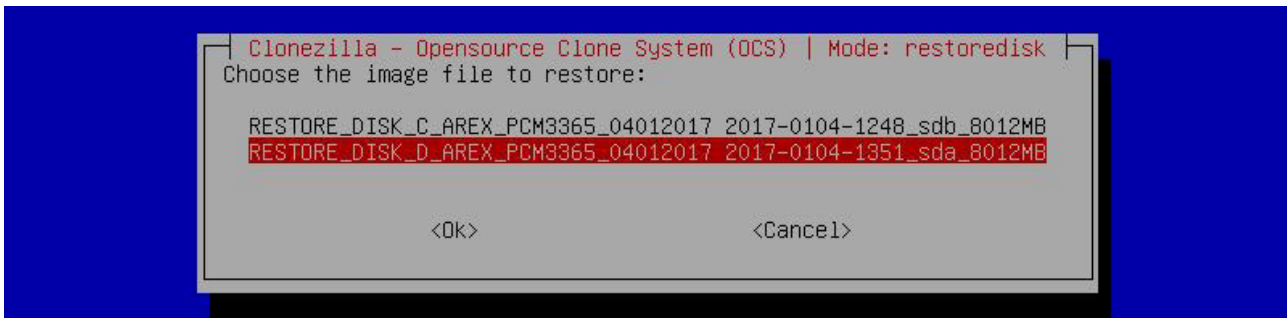 Clonezilla - Opensource Clone System (OCS) | Mode: restoredisk
Choose the image file to restore:
RESTORE_DISK_C_AREX_PCM3365_04012017 2017-0104-1248_sdb_8012MB
RESTORE_DISK_D_AREX_PCM3365_04012017 2017-0104-1351_sda_8012MB
<Ok> <Cancel>